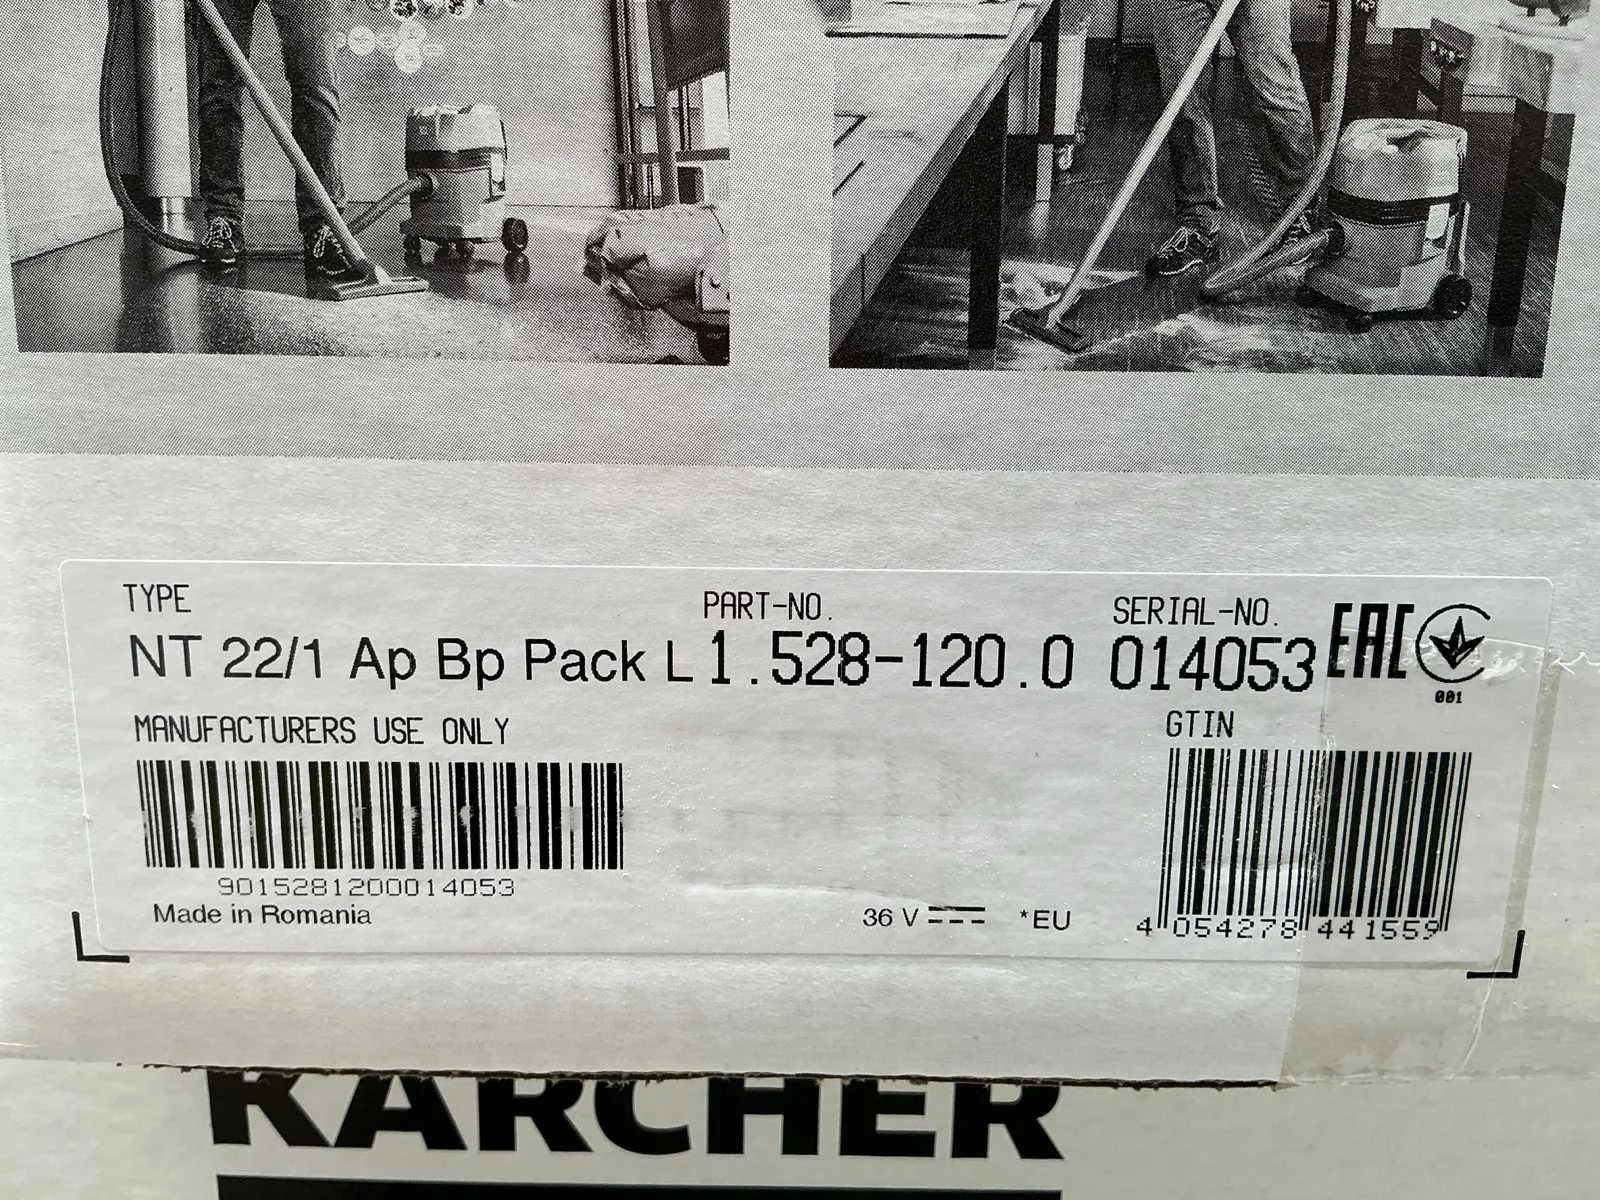 TYPE PART-NO. SERIAL-NO.
NT 22/1 Ap Bp Pack L 1.528-120.0 014053 EAC
001
MANUFACTURERS USE ONLY GTIN
9015281200014053
Made in Romania 36 V *EU 4 054278 441559
KARCHER